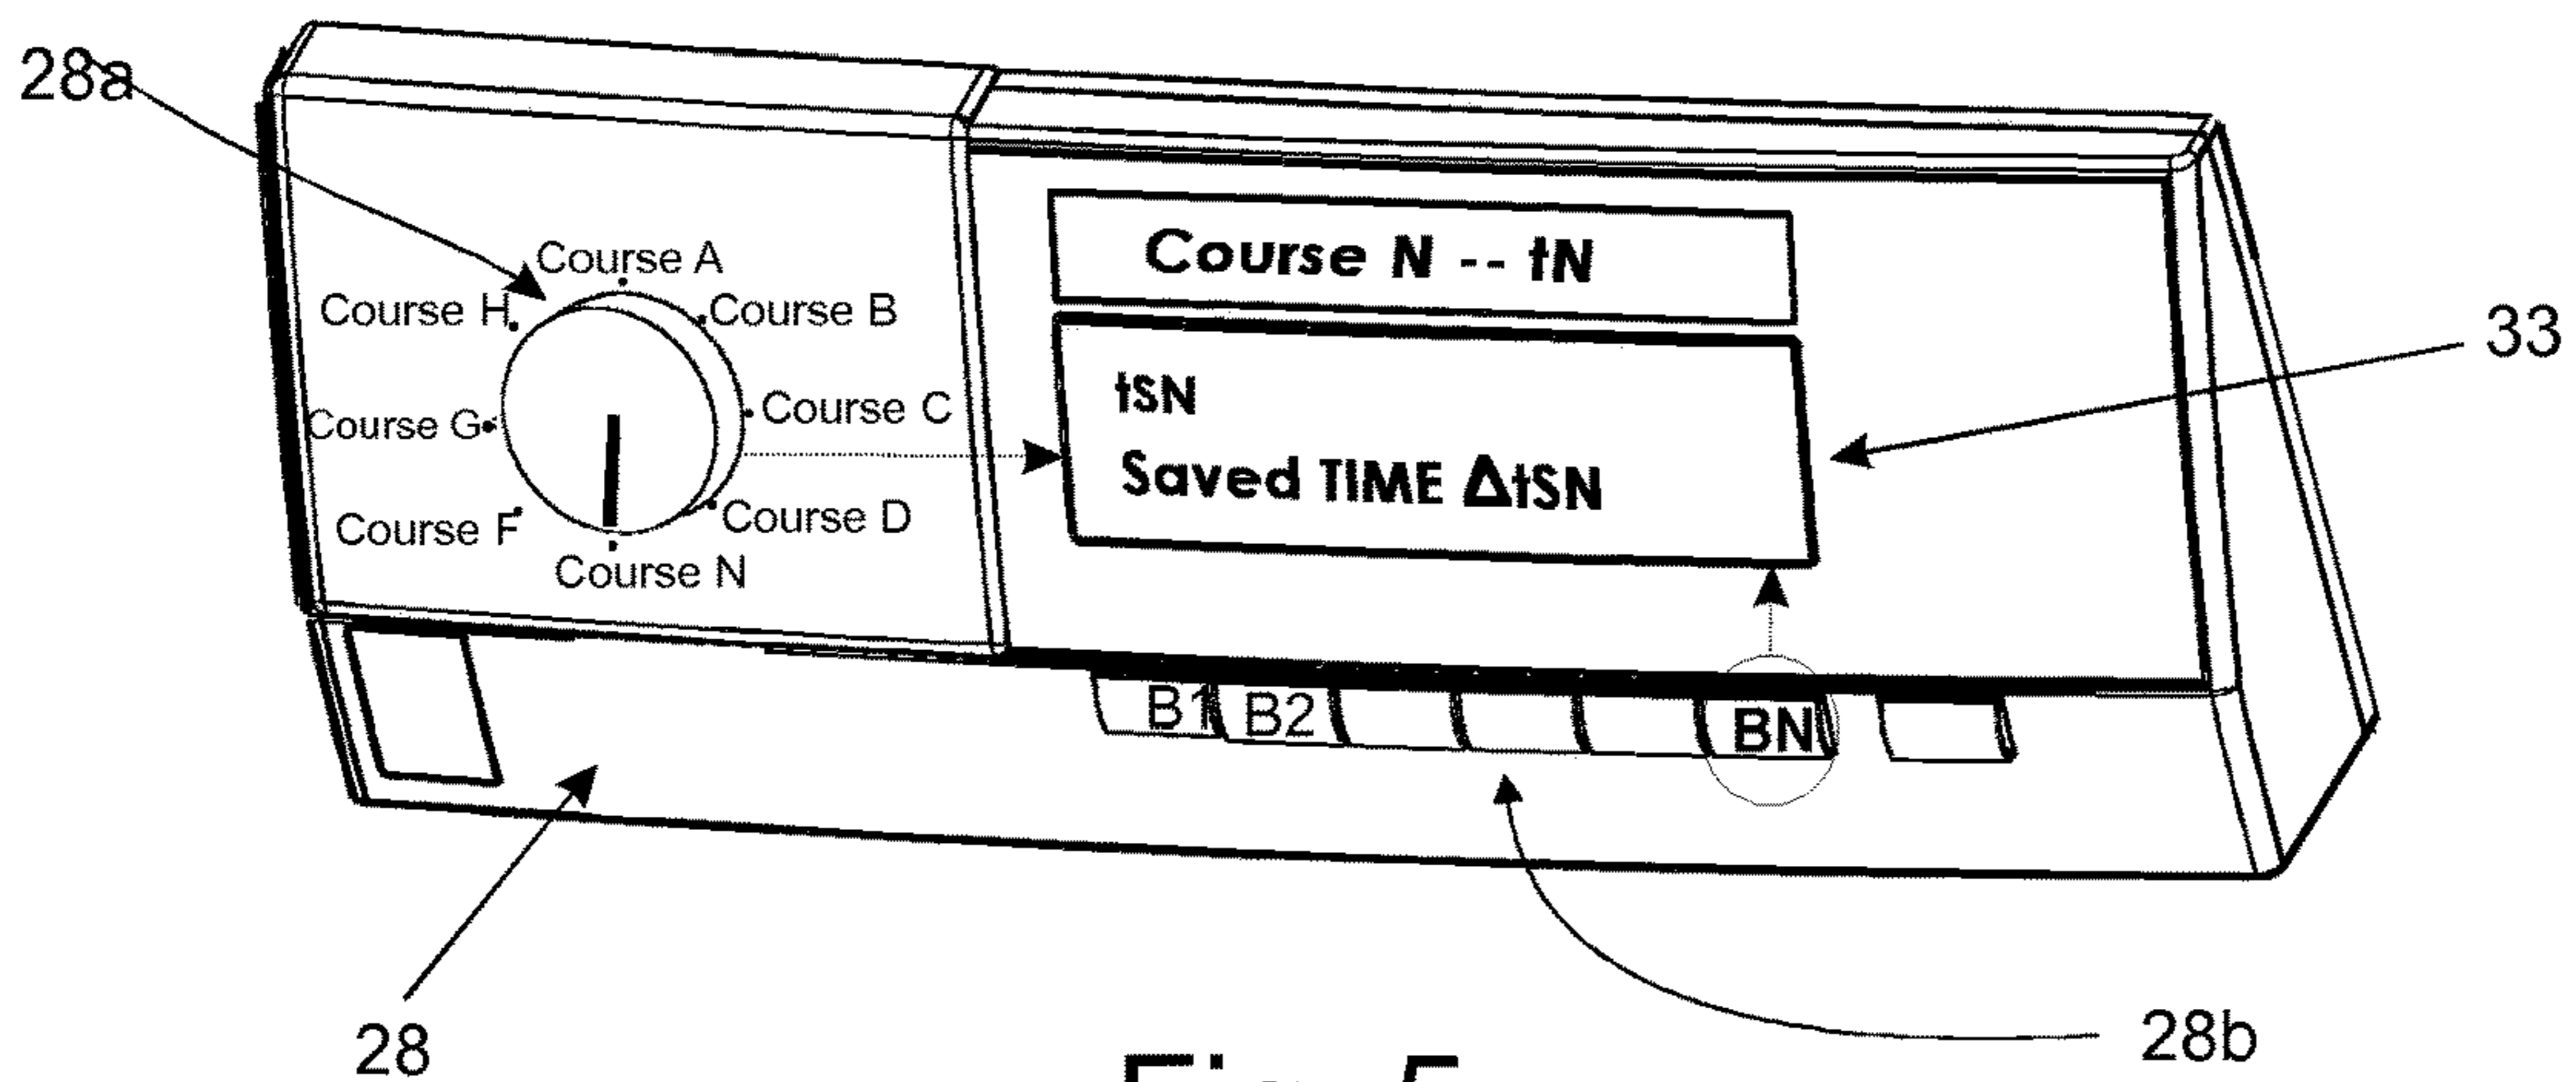 28a
Course A
Course H
Course B
Course G
Course C
Course F
Course D
Course N
Course N -- tN
tSN
Saved TIME ΔtSN
33
B1
B2
BN
28
28b